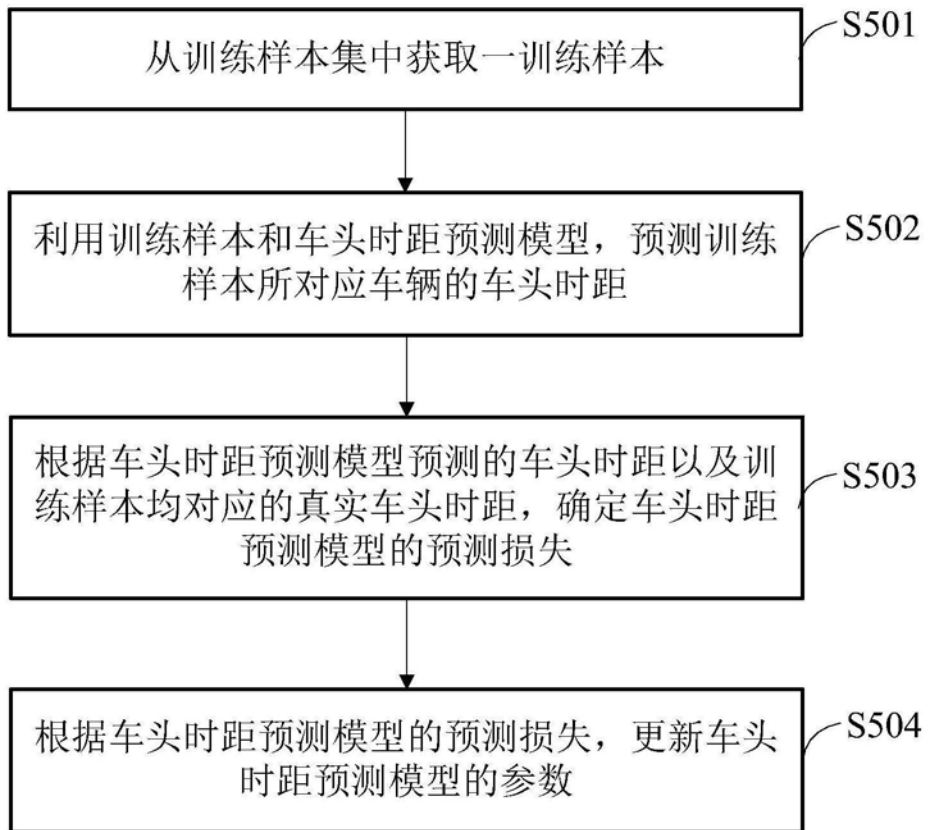 从训练样本集中获取一训练样本
S501
利用训练样本和车头时距预测模型，预测训练
样本所对应车辆的车头时距
S502
根据车头时距预测模型预测的车头时距以及训
练样本均对应的真实车头时距，确定车头时距
预测模型的预测损失
S503
根据车头时距预测模型的预测损失，更新车头
时距预测模型的参数
S504